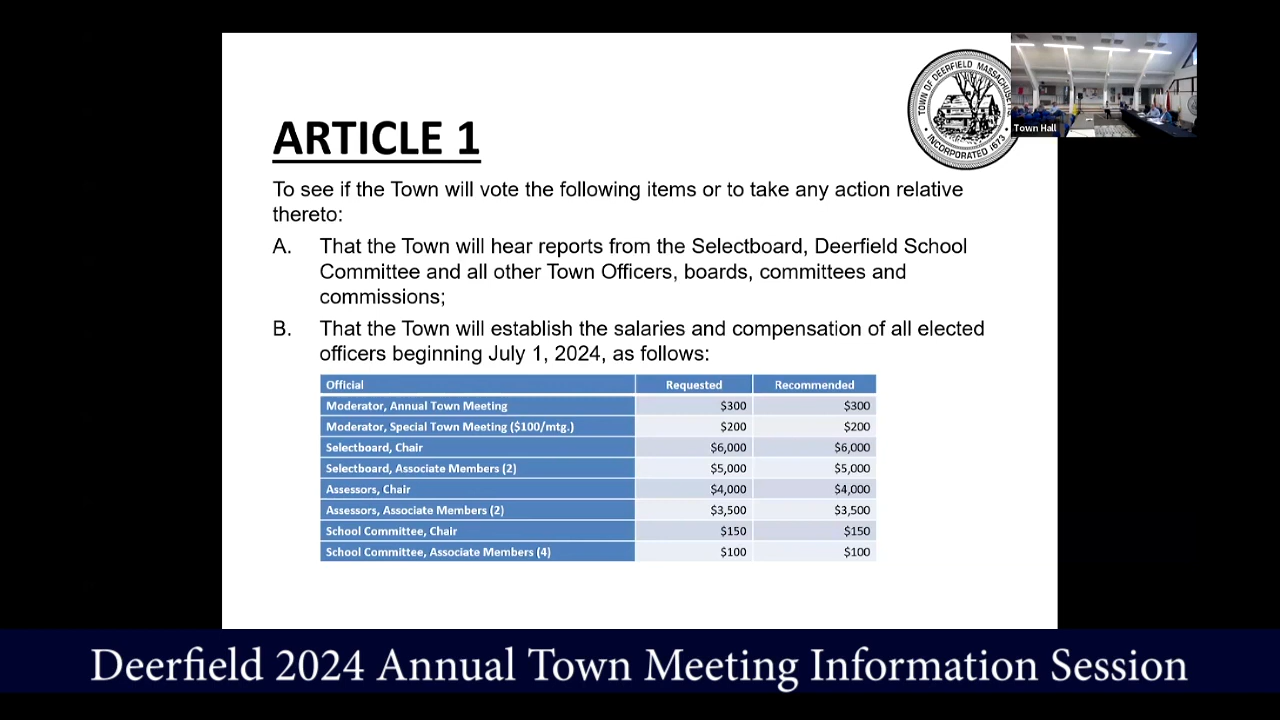 TOWN OF DEERFIELD MASSACHUSE
INCORPORATED 1673
Town Hall
ARTICLE 1
To see if the Town will vote the following items or to take any action relative
thereto:
A. That the Town will hear reports from the Selectboard, Deerfield School
Committee and all other Town Officers, boards, committees and
commissions;
B. That the Town will establish the salaries and compensation of all elected
officers beginning July 1, 2024, as follows:
Official Requested Recommended
Moderator, Annual Town Meeting $300 $300
Moderator, Special Town Meeting ($100/mtg.) $200 $200
Selectboard, Chair $6,000 $6,000
Selectboard, Associate Members (2) $5,000 $5,000
Assessors, Chair $4,000 $4,000
Assessors, Associate Members (2) $3,500 $3,500
School Committee, Chair $150 $150
School Committee, Associate Members (4) $100 $100
Deerfield 2024 Annual Town Meeting Information Session